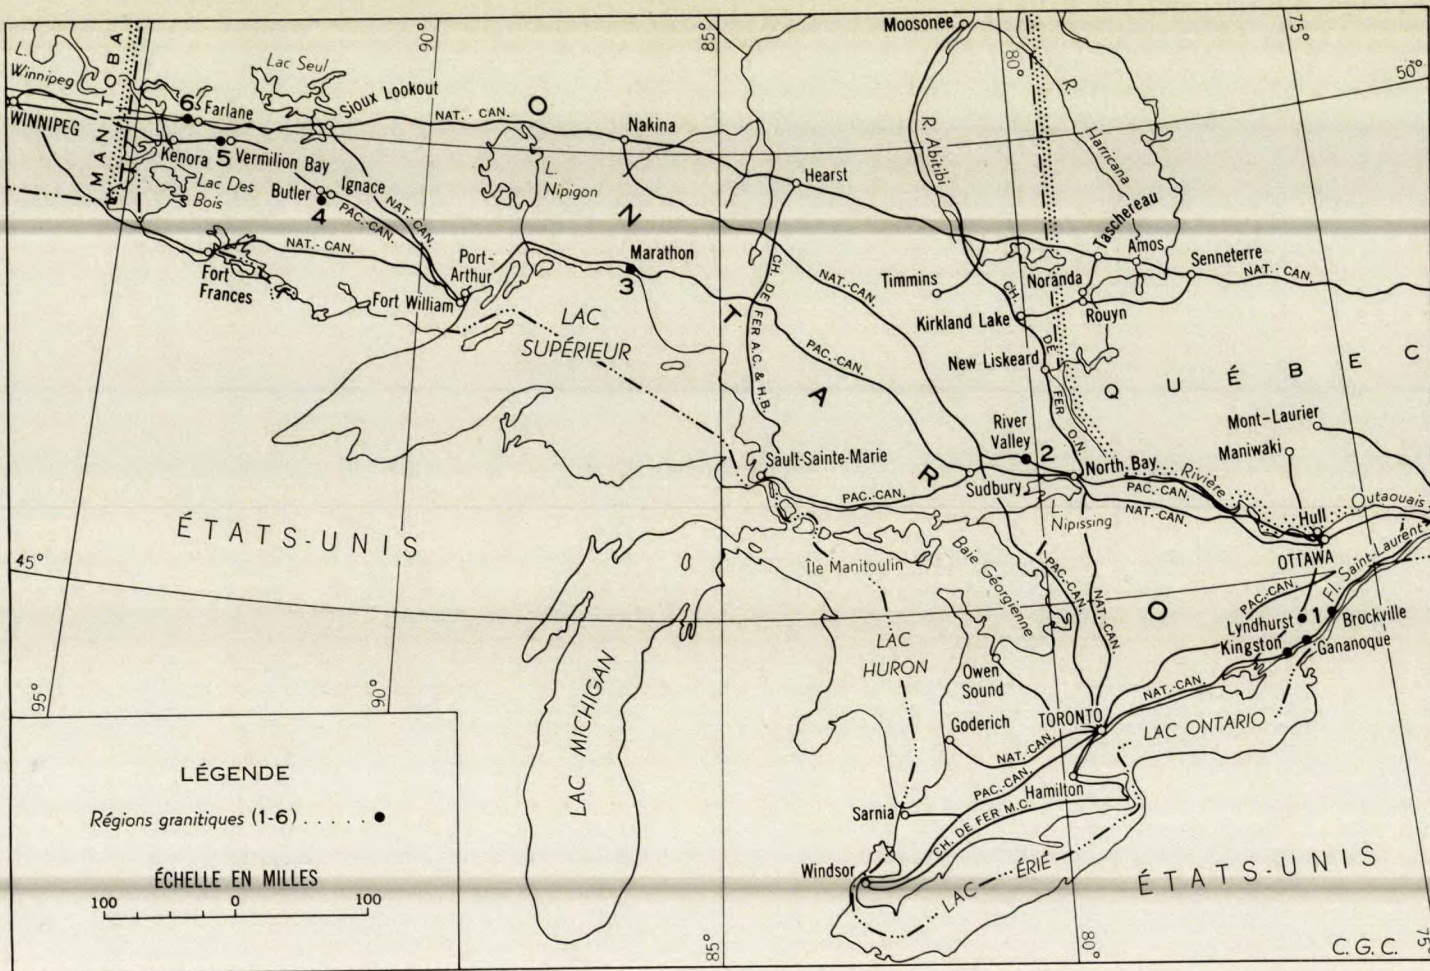 90°
85°
80°
75°
50°
Moosonee
MANITOBA
L.
Winnipeg
Lac Seul
R. Abitibi
R. Harricana
WINNIPEG
6
Farlane
Sioux Lookout
NAT.-CAN.
O
Nakina
Kenora
5
Vermilion Bay
Lac Des
Bois
Butler
Ignace
4
PAC.-CAN.
NAT.-CAN.
L.
Nipigon
Hearst
N
Taschereau
Amos
Senneterre
NAT.-CAN.
NAT.-CAN.
Fort
Frances
Port-
Arthur
Fort William
Marathon
3
CH. DE FER A.C. & H.B.
NAT.-CAN.
Timmins
Noranda
Rouyn
Kirkland Lake
LAC
SUPÉRIEUR
T
PAC.-CAN.
New Liskeard
CH. DE FER O.N.
QUÉBEC
A
River
Valley
2
Mont-Laurier
Maniwaki
Sault-Sainte-Marie
PAC.-CAN.
R
Sudbury
North Bay
Rivière
Outaouais
PAC.-CAN.
NAT.-CAN.
L.
Nipissing
Hull
OTTAWA
ÉTATS-UNIS
45°
Île Manitoulin
Baie Géorgienne
PAC.-CAN.
NAT.-CAN.
O
PAC.-CAN.
Fl. Saint-Laurent
Lyndhurst
1
Brockville
Kingston
Gananoque
LAC
HURON
Owen
Sound
NAT.-CAN.
95°
90°
LAC MICHIGAN
Goderich
TORONTO
LAC ONTARIO
NAT.-CAN.
PAC.-CAN.
Hamilton
Sarnia
CH. DE FER M.C.
Windsor
LAC ÉRIÉ
ÉTATS-UNIS
LÉGENDE
Régions granitiques (1-6) . . . . . ●
ÉCHELLE EN MILLES
100 0 100
85°
80°
75°
C.G.C.